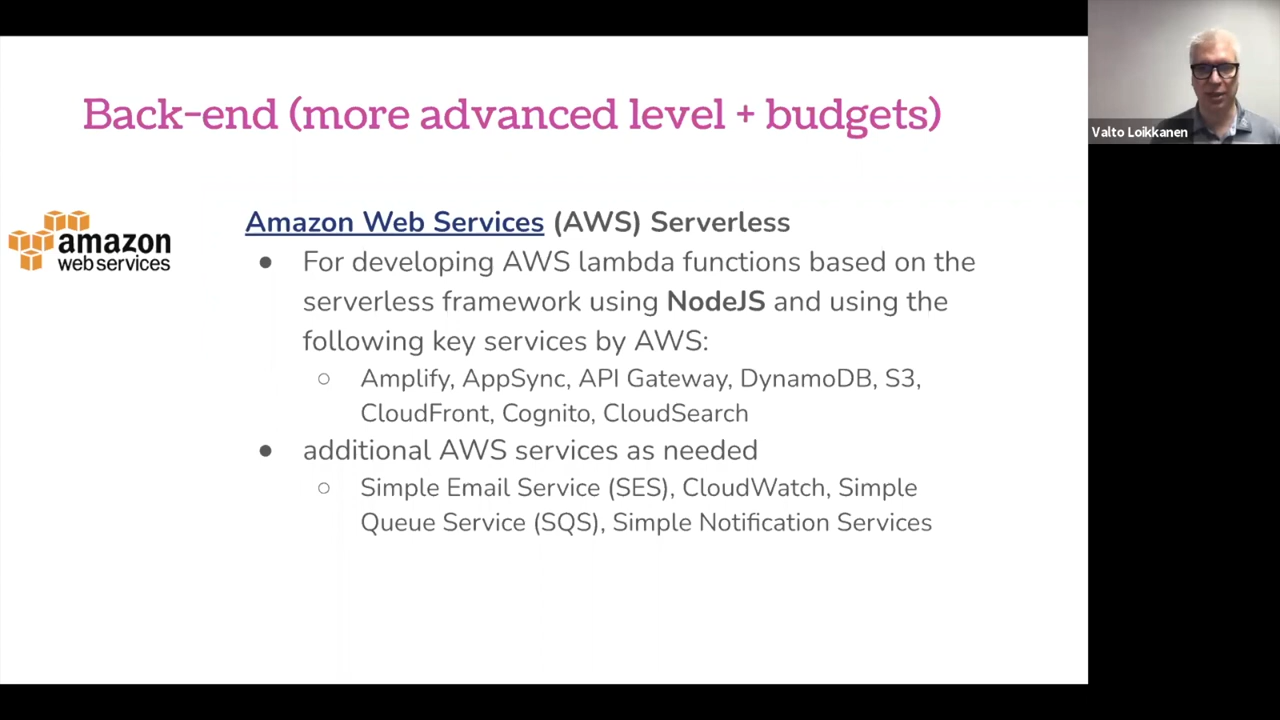 Back-end (more advanced level + budgets)
Valto Loikkanen
amazon
web services
Amazon Web Services (AWS) Serverless
● For developing AWS lambda functions based on the
serverless framework using NodeJS and using the
following key services by AWS:
○ Amplify, AppSync, API Gateway, DynamoDB, S3,
CloudFront, Cognito, CloudSearch
● additional AWS services as needed
○ Simple Email Service (SES), CloudWatch, Simple
Queue Service (SQS), Simple Notification Services